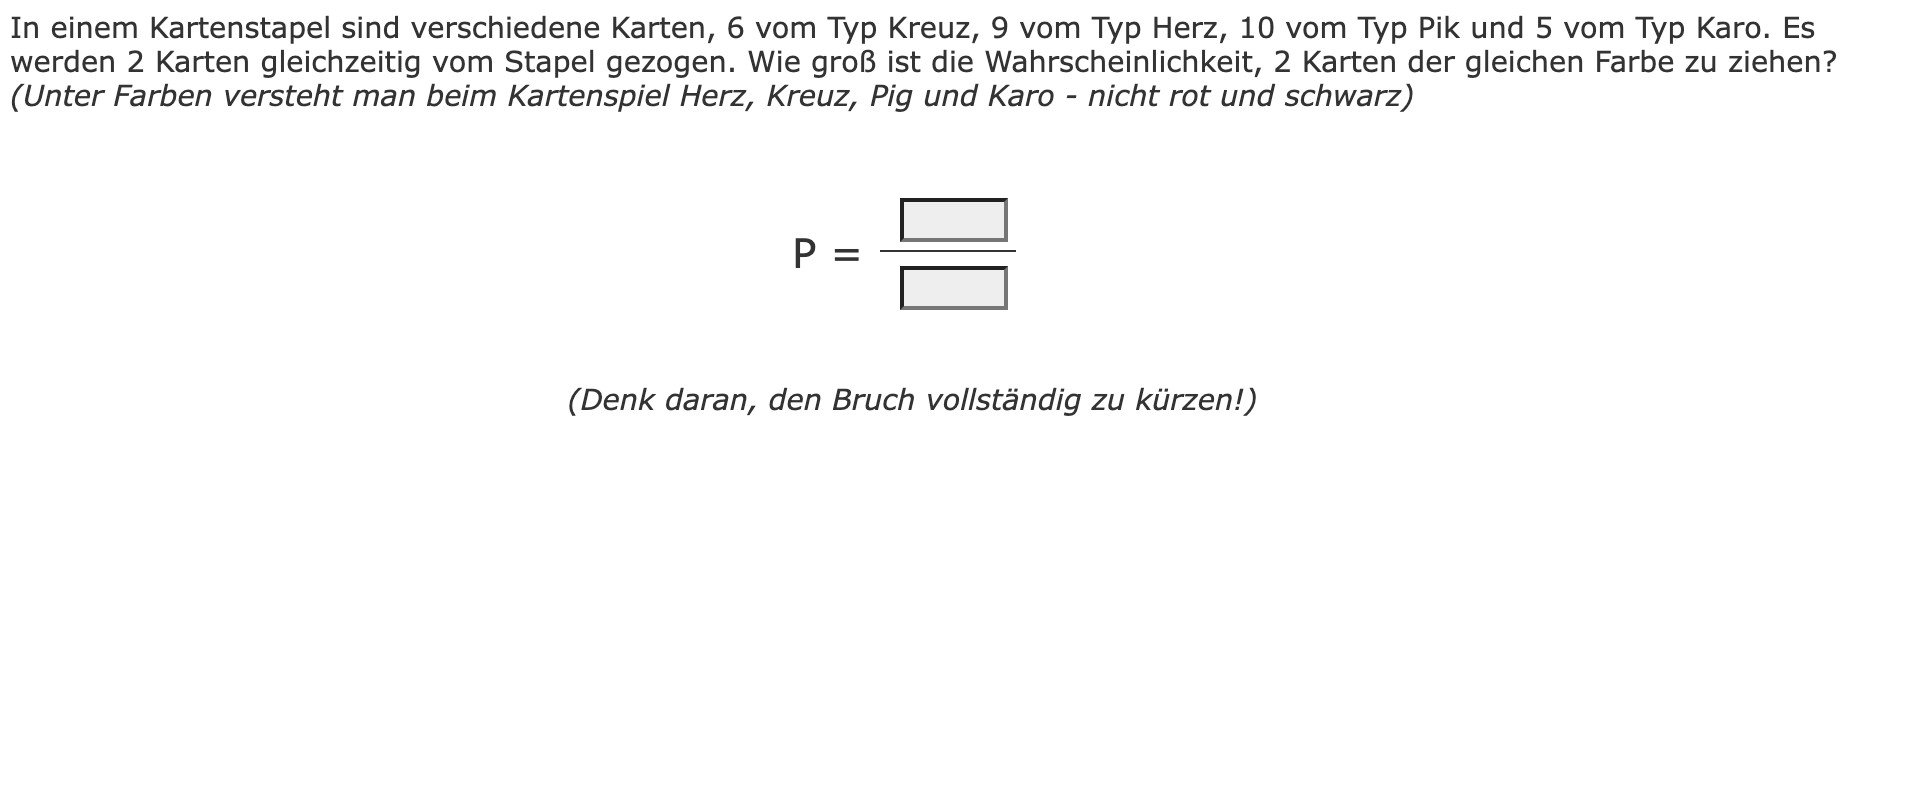 In einem Kartenstapel sind verschiedene Karten, 6 vom Typ Kreuz, 9 vom Typ Herz, 10 vom Typ Pik und 5 vom Typ Karo. Es
werden 2 Karten gleichzeitig vom Stapel gezogen. Wie groß ist die Wahrscheinlichkeit, 2 Karten der gleichen Farbe zu ziehen?
(Unter Farben versteht man beim Kartenspiel Herz, Kreuz, Pig und Karo - nicht rot und schwarz)
P =
(Denk daran, den Bruch vollständig zu kürzen!)